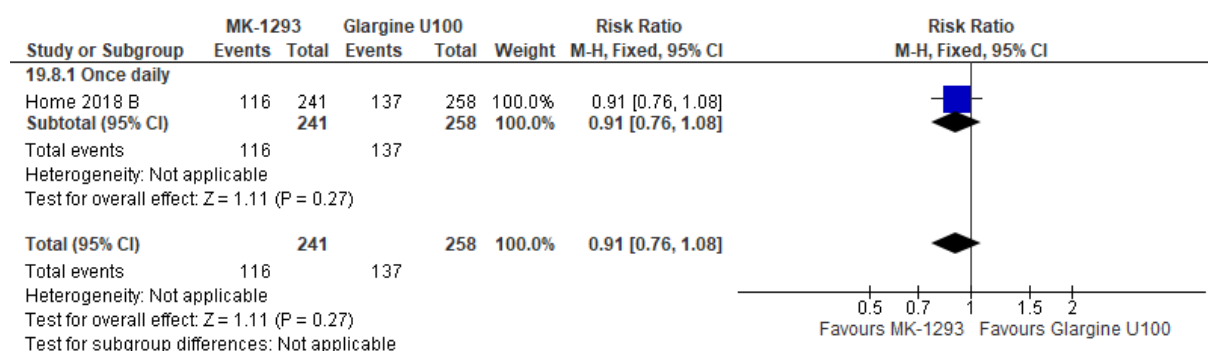 MK-1293 Glargine U100 Risk Ratio Risk Ratio
Study or Subgroup Events Total Events Total Weight M-H, Fixed, 95% CI M-H, Fixed, 95% CI
19.8.1 Once daily
Home 2018 B 116 241 137 258 100.0% 0.91 [0.76, 1.08]
Subtotal (95% CI) 241 258 100.0% 0.91 [0.76, 1.08]
Total events 116 137
Heterogeneity: Not applicable
Test for overall effect: Z = 1.11 (P = 0.27)
Total (95% CI) 241 258 100.0% 0.91 [0.76, 1.08]
Total events 116 137
Heterogeneity: Not applicable
Test for overall effect: Z = 1.11 (P = 0.27)
Test for subgroup differences: Not applicable
0.5 0.7 1 1.5 2
Favours MK-1293 Favours Glargine U100